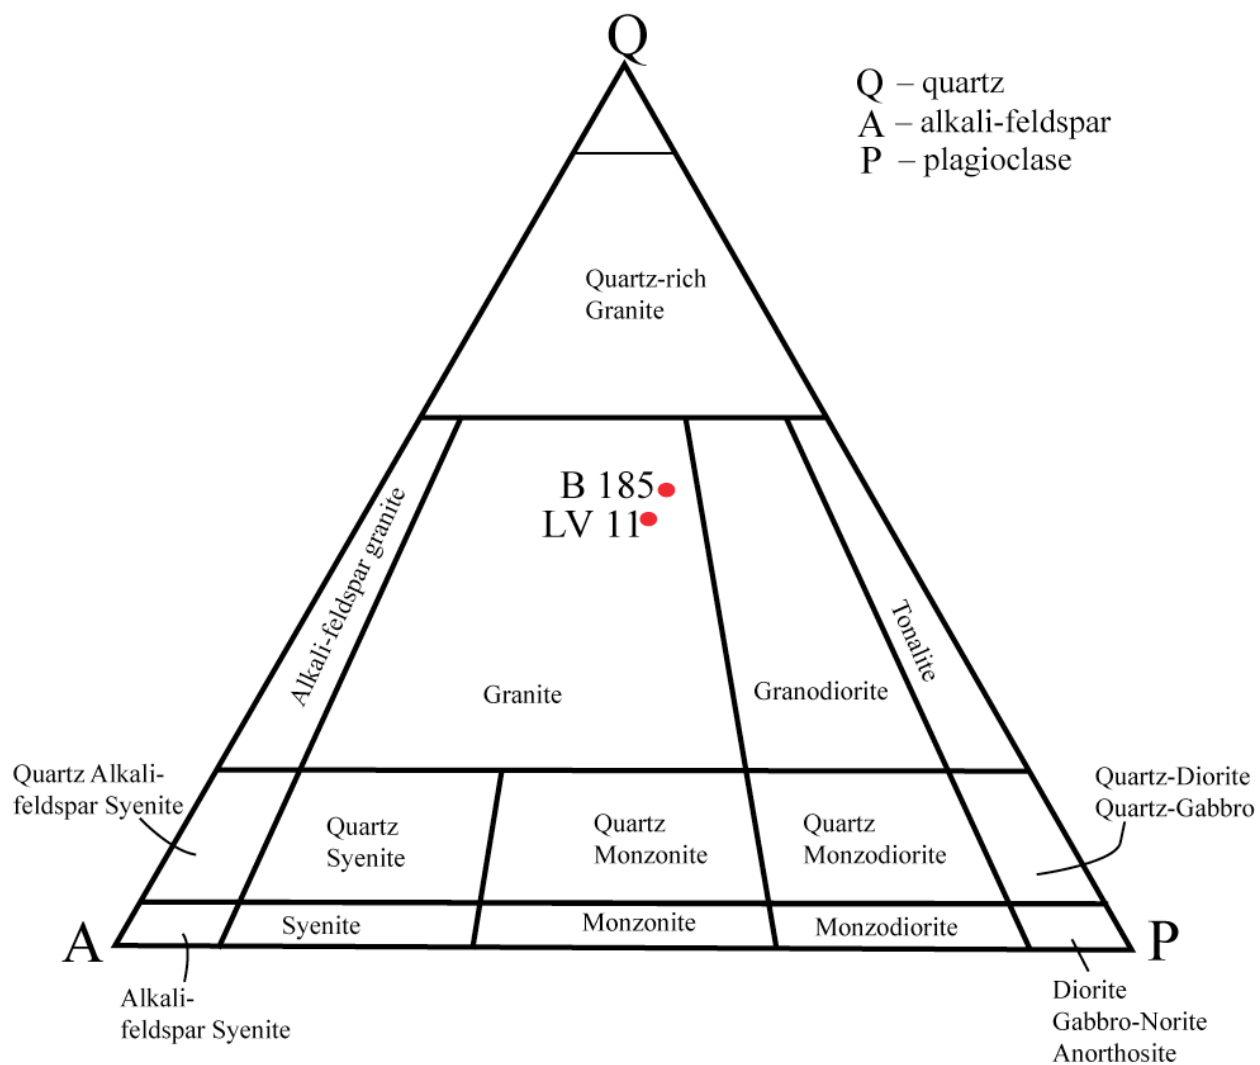 Q
Q – quartz
A – alkali-feldspar
P – plagioclase
Quartz-rich
Granite
B 185
LV 11
Alkali-feldspar granite
Tonalite
Granite
Granodiorite
Quartz Alkali-
feldspar Syenite
Quartz-Diorite
Quartz-Gabbro
Quartz
Syenite
Quartz
Monzonite
Quartz
Monzodiorite
A
Syenite
Monzonite
Monzodiorite
P
Alkali-
feldspar Syenite
Diorite
Gabbro-Norite
Anorthosite